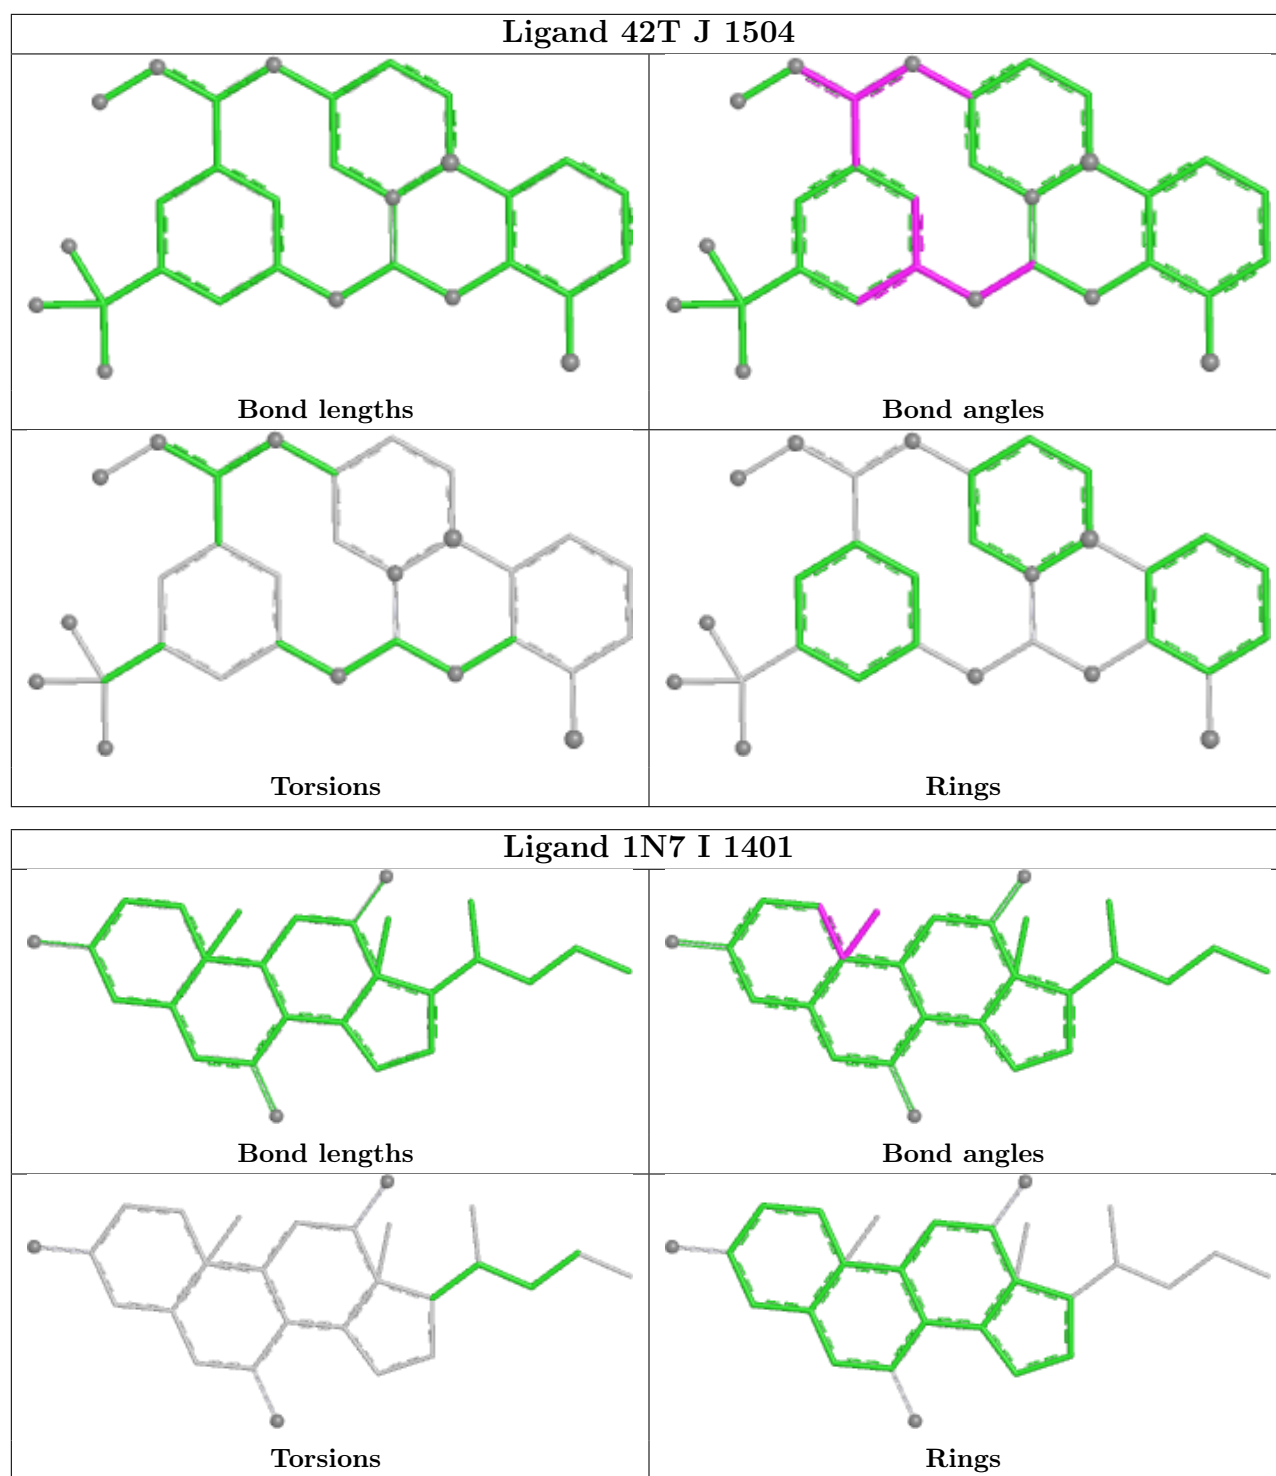 Ligand 42T J 1504
Bond lengths
Bond angles
Torsions
Rings
Ligand 1N7 I 1401
Bond lengths
Bond angles
Torsions
Rings